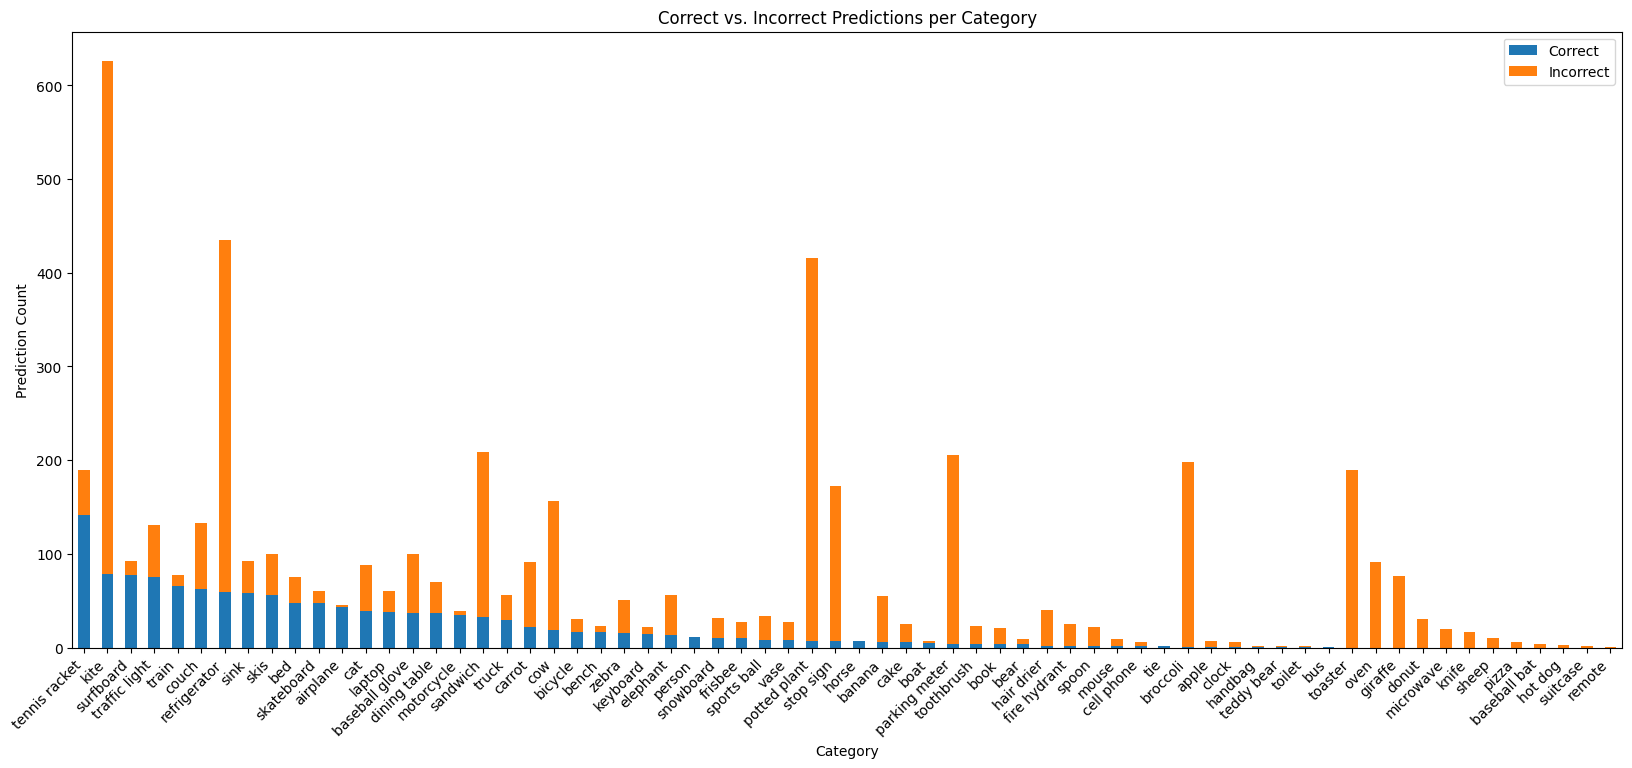 Correct vs. Incorrect Predictions per Category
Correct
Incorrect
Prediction Count
600
500
400
300
200
100
0
tennis racket
kite
surfboard
traffic light
train
couch
refrigerator
sink
skis
bed
skateboard
airplane
cat
laptop
baseball glove
dining table
motorcycle
sandwich
truck
carrot
cow
bicycle
bench
zebra
keyboard
elephant
person
snowboard
frisbee
sports ball
vase
potted plant
stop sign
horse
banana
cake
boat
parking meter
toothbrush
book
bear
hair drier
fire hydrant
spoon
mouse
cell phone
tie
broccoli
apple
clock
handbag
teddy bear
toilet
bus
toaster
oven
giraffe
donut
microwave
knife
sheep
pizza
baseball bat
hot dog
suitcase
remote
Category